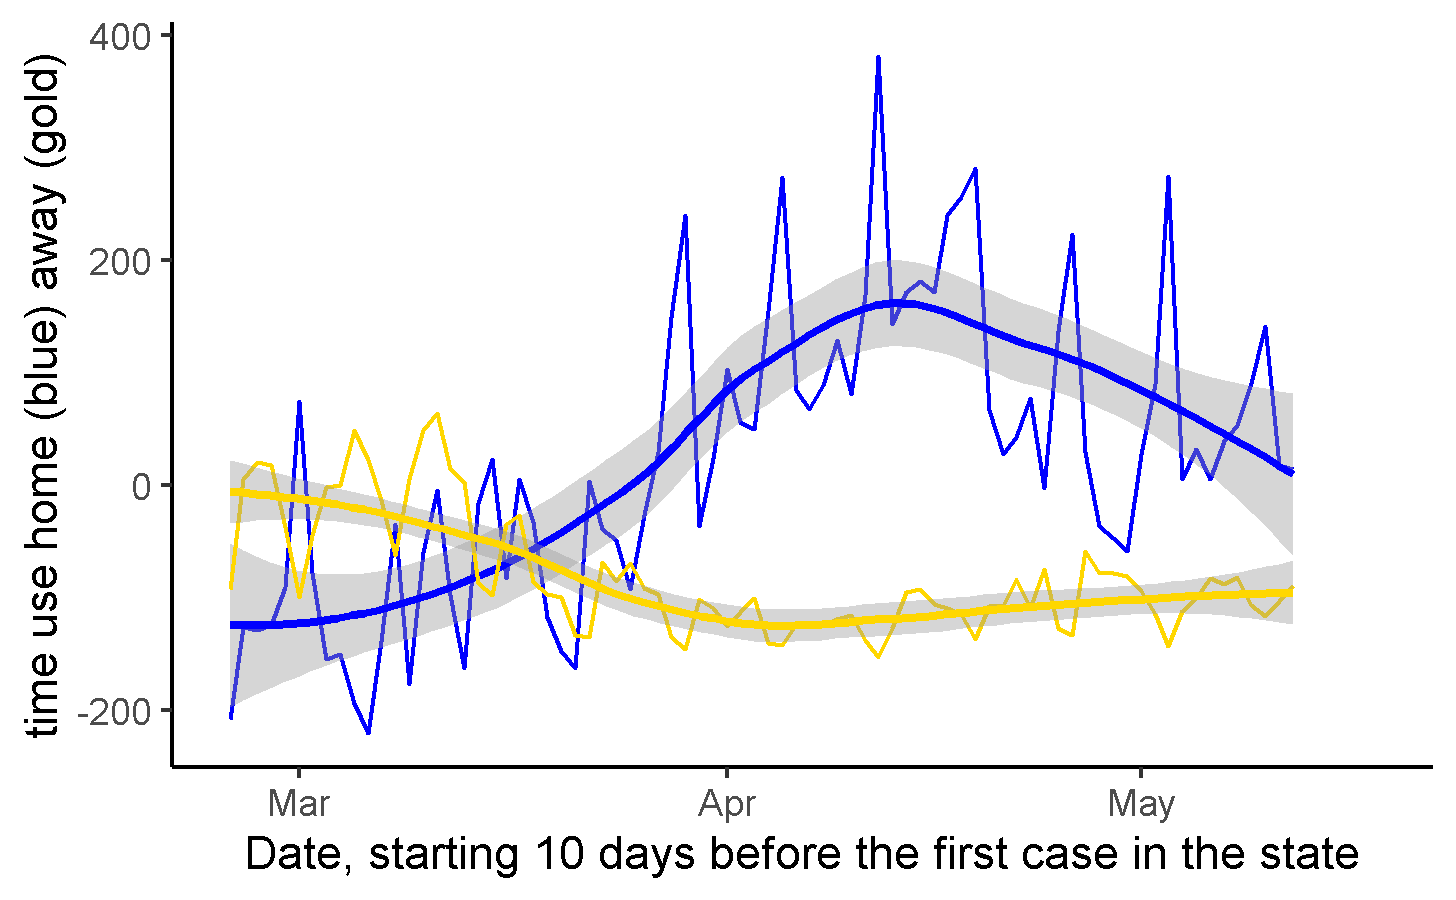 time use home (blue) away (gold)
400
200
0
-200
Mar Apr May
Date, starting 10 days before the first case in the state